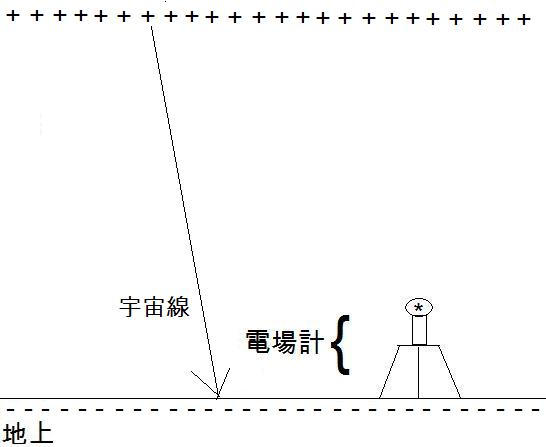 + + + + + + + + + + + + + + + + + + + + + + + +
宇宙線
電場計 {
*
- - - - - - - - - - - - - - - - - - - - - - - - - - - -
地上